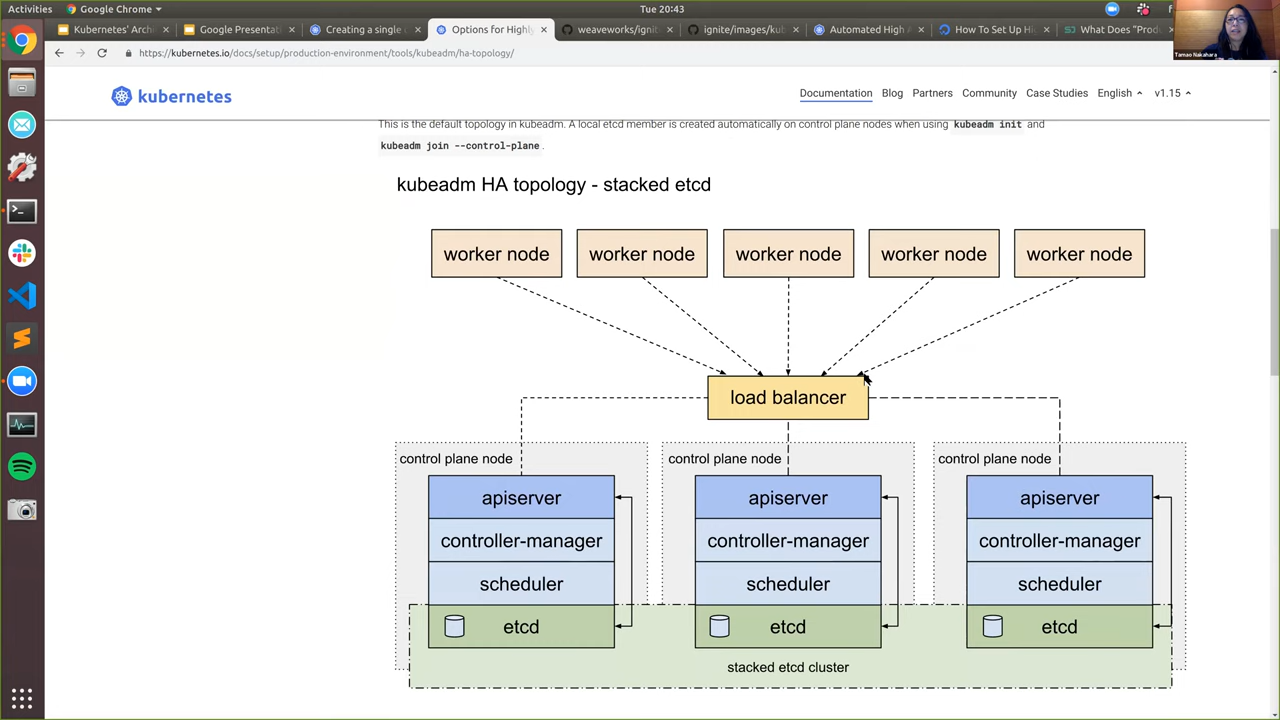 Activities
Google Chrome
Tue 20:43
Kubernetes' Archi
Google Presentati
Creating a single
Options for Highly
weaveworks/ignit
ignite/images/kub
Automated High A
How To Set Up Hi
What Does "Produ
https://kubernetes.io/docs/setup/production-environment/tools/kubeadm/ha-topology/
Tamao Nakahara
kubernetes
Documentation Blog Partners Community Case Studies English v1.15
This is the default topology in kubeadm. A local etcd member is created automatically on control plane nodes when using kubeadm init and
kubeadm join --control-plane.
kubeadm HA topology - stacked etcd
worker node worker node worker node worker node worker node
load balancer
control plane node control plane node control plane node
apiserver apiserver apiserver
controller-manager controller-manager controller-manager
scheduler scheduler scheduler
etcd etcd etcd
stacked etcd cluster